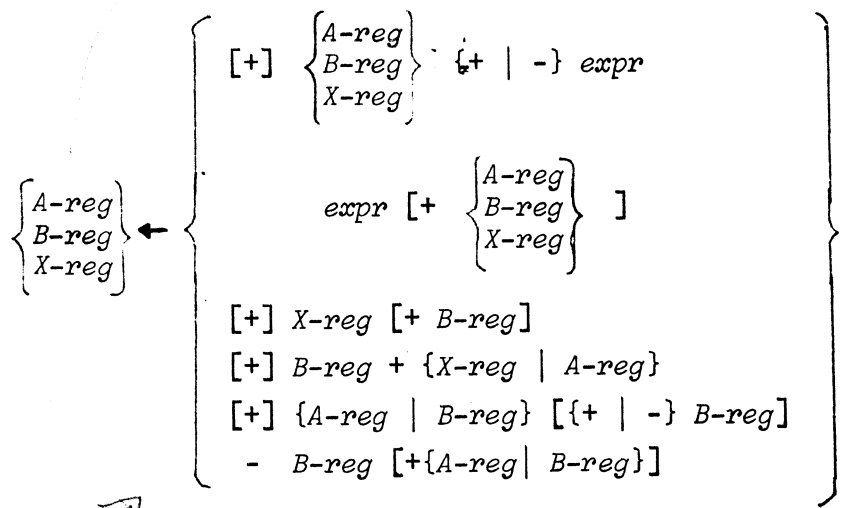 A-reg
[+] B-reg {+ | -} expr
X-reg
A-reg
expr [+ B-reg ]
X-reg
A-reg
B-reg ←
X-reg
[+] X-reg [+ B-reg]
[+] B-reg + {X-reg | A-reg}
[+] {A-reg | B-reg} [{+ | -} B-reg]
- B-reg [+{A-reg| B-reg}]